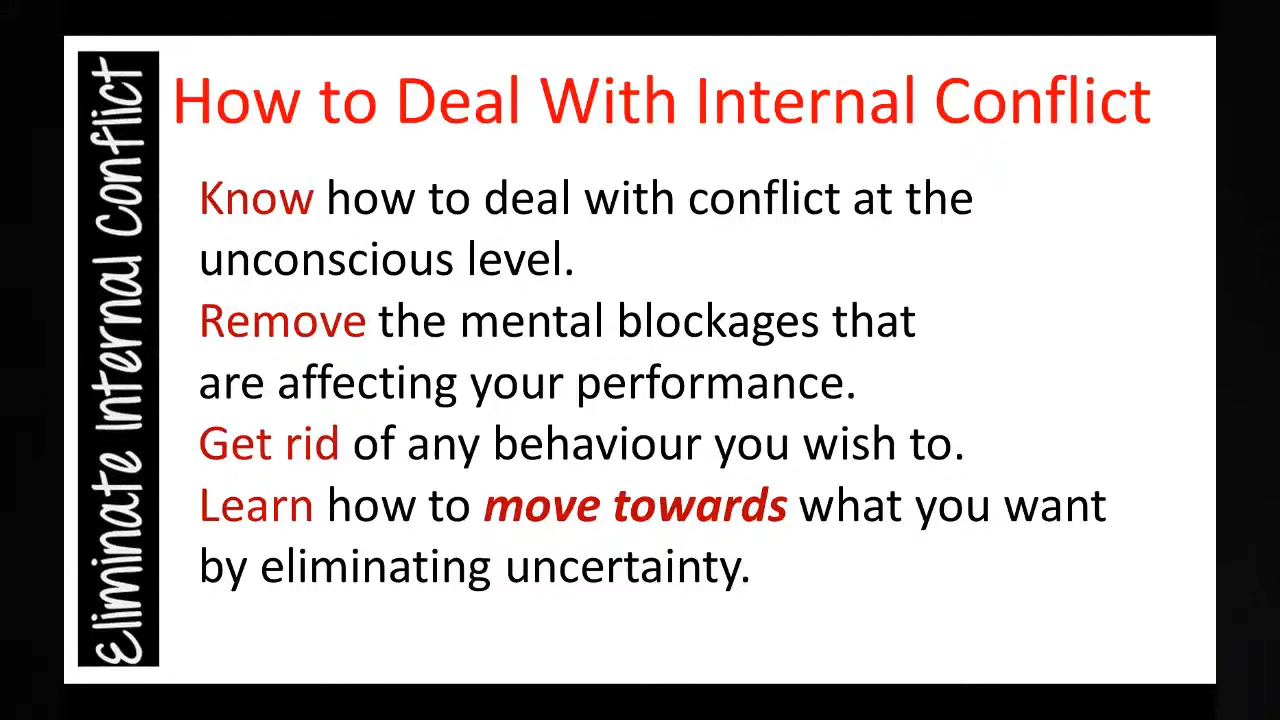 Eliminate Internal Conflict
How to Deal With Internal Conflict
Know how to deal with conflict at the
unconscious level.
Remove the mental blockages that
are affecting your performance.
Get rid of any behaviour you wish to.
Learn how to move towards what you want
by eliminating uncertainty.